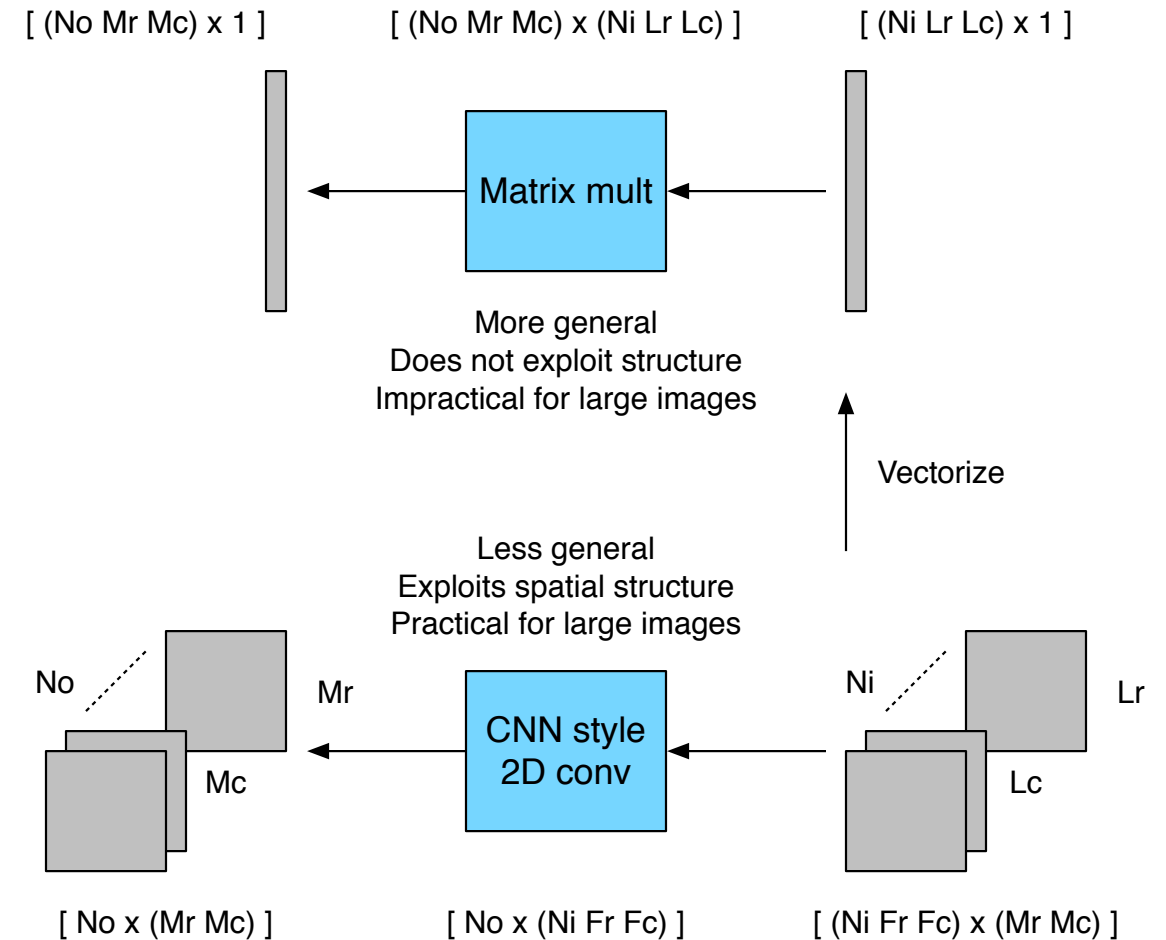 [ (No Mr Mc) x 1 ]
[ (No Mr Mc) x (Ni Lr Lc) ]
[ (Ni Lr Lc) x 1 ]
Matrix mult
More general
Does not exploit structure
Impractical for large images
Vectorize
Less general
Exploits spatial structure
Practical for large images
No
Mr
Mc
CNN style
2D conv
Ni
Lr
Lc
[ No x (Mr Mc) ]
[ No x (Ni Fr Fc) ]
[ (Ni Fr Fc) x (Mr Mc) ]